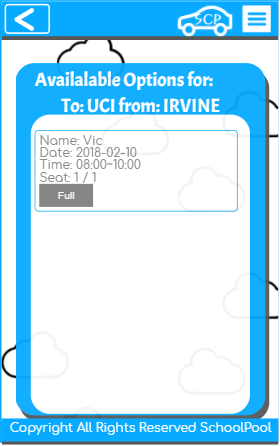 SCP
Availalable Options for:
To: UCI from: IRVINE
Name: Vic
Date: 2018-02-10
Time: 08:00~10:00
Seat: 1 / 1
Full
Copyright All Rights Reserved SchoolPool